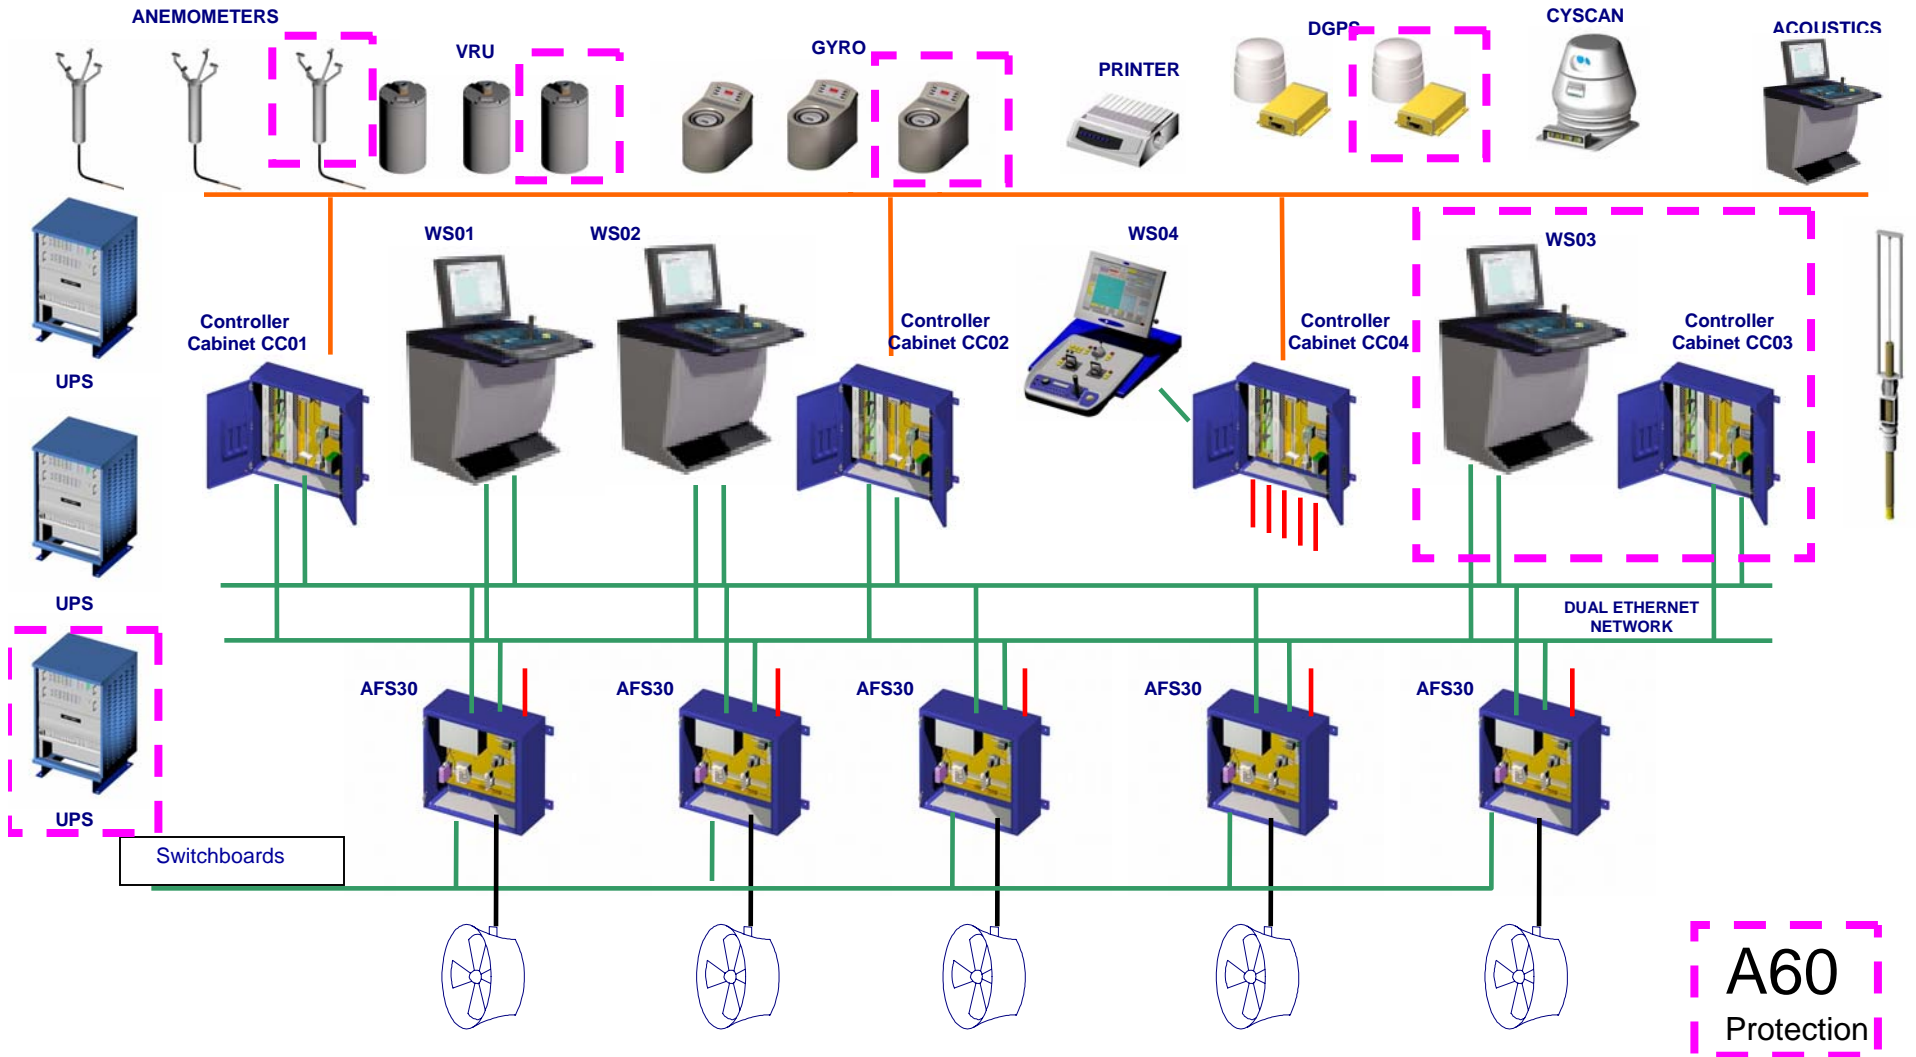 ANEMOMETERS
VRU
GYRO
PRINTER
DGPS
CYSCAN
ACOUSTICS
WS01
WS02
WS04
WS03
Controller
Cabinet CC01
Controller
Cabinet CC02
Controller
Cabinet CC04
Controller
Cabinet CC03
UPS
UPS
DUAL ETHERNET
NETWORK
AFS30
AFS30
AFS30
AFS30
AFS30
UPS
Switchboards
A60
Protection